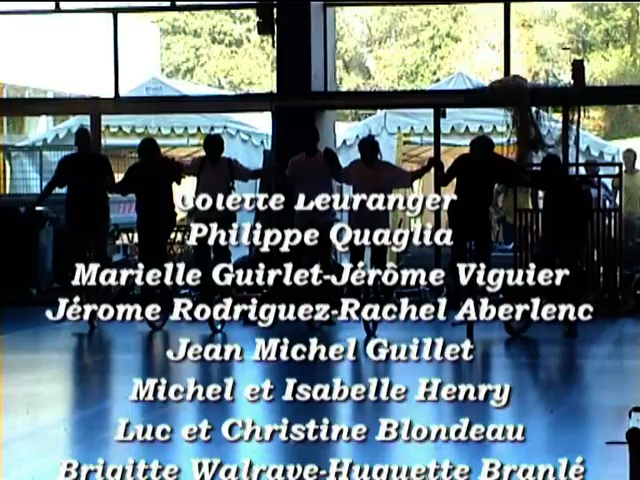 Colette Leuranger
Philippe Quaglia
Marielle Guirlet-Jérôme Viguier
Jérome Rodriguez-Rachel Aberlenc
Jean Michel Guillet
Michel et Isabelle Henry
Luc et Christine Blondeau
Brigitte Walrave-Huguette Branlé